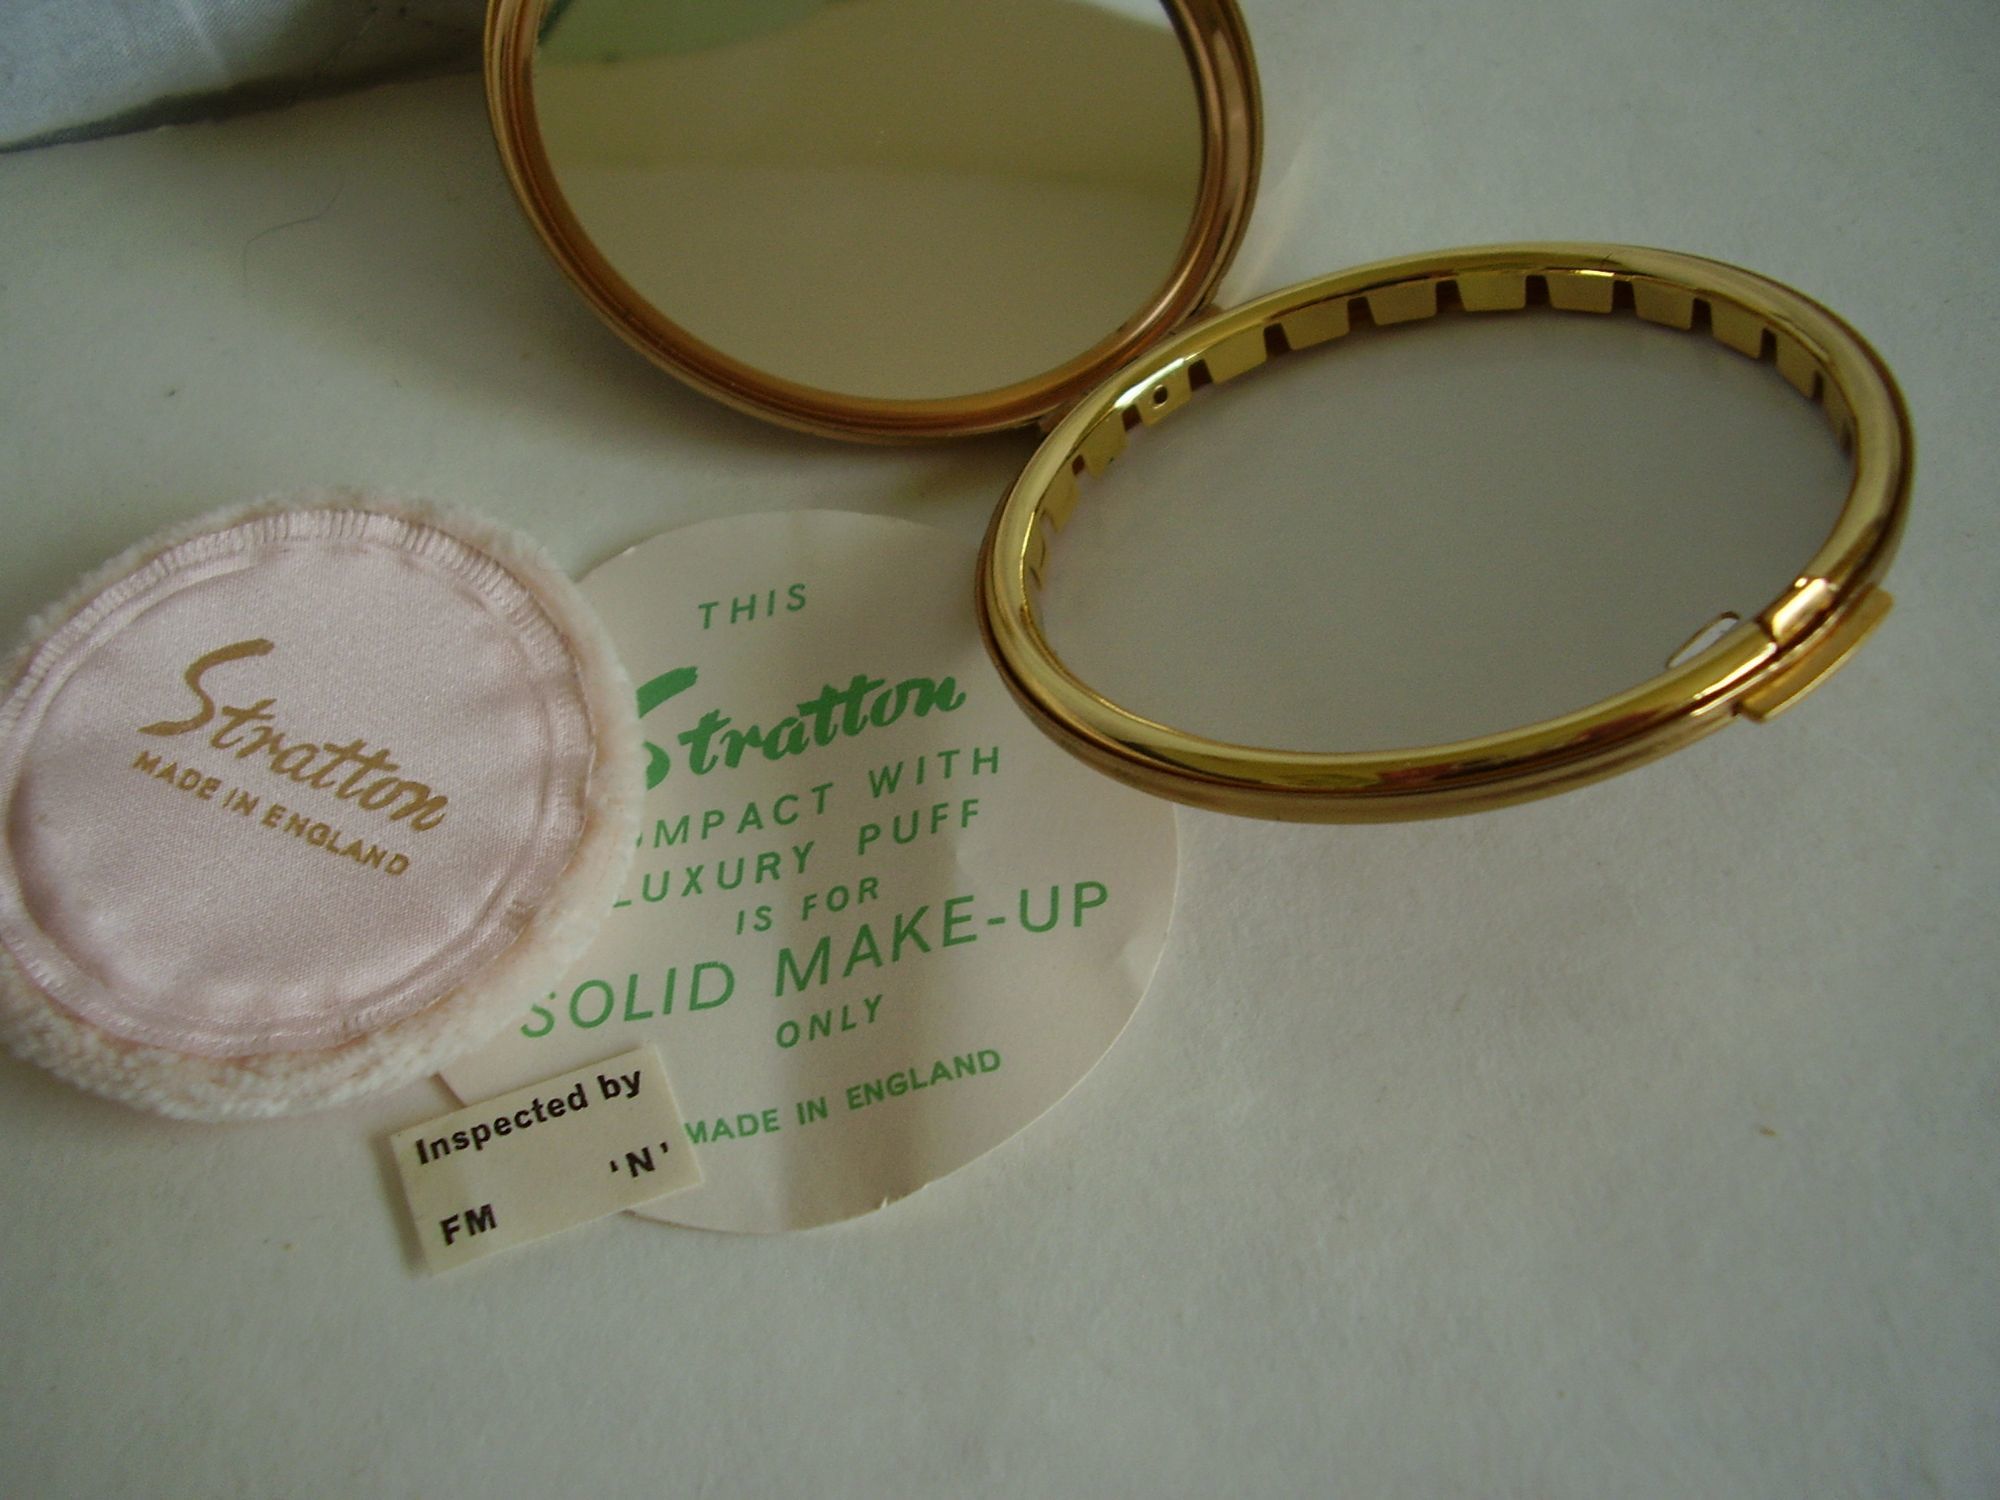 Stratton
MADE IN ENGLAND
THIS
Stratton
OMPACT WITH
LUXURY PUFF
IS FOR
SOLID MAKE-UP
ONLY
MADE IN ENGLAND
Inspected by
'N'
FM